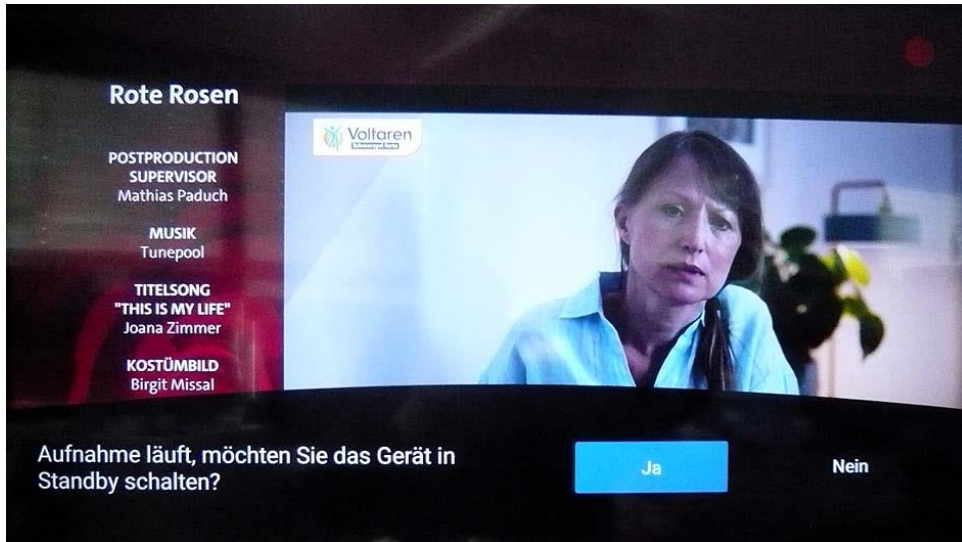 Rote Rosen
POSTPRODUCTION
SUPERVISOR
Mathias Paduch
MUSIK
Tunepool
TITELSONG
"THIS IS MY LIFE"
Joana Zimmer
KOSTÜMBILD
Birgit Missal
Voltaren
Aufnahme läuft, möchten Sie das Gerät in
Standby schalten?
Ja
Nein